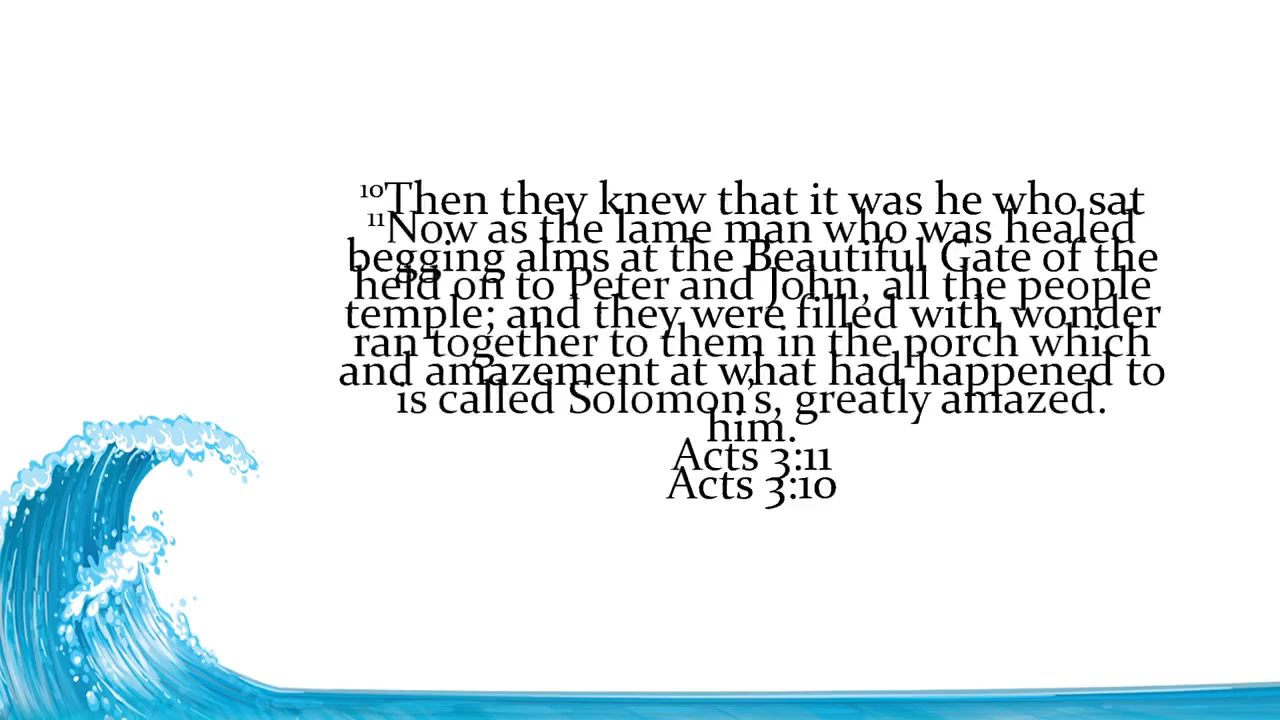 ¹⁰Then they knew that it was he who sat
begging alms at the Beautiful Gate of the
temple; and they were filled with wonder
and amazement at what had happened to
him.
Acts 3:10
¹¹Now as the lame man who was healed
held on to Peter and John, all the people
ran together to them in the porch which
is called Solomon's, greatly amazed.
Acts 3:11